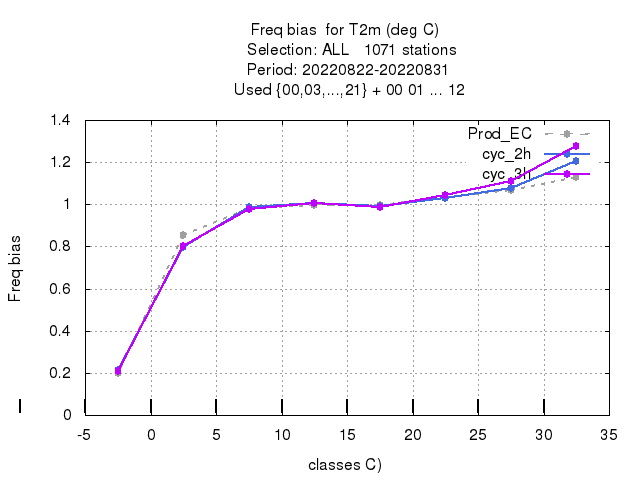 Freq bias  for T2m (deg C)
Selection: ALL   1071 stations
Period: 20220822-20220831
Used {00,03,...,21} + 00 01 ... 12
Prod_EC
cyc_2h
cyc_3h
1.4
1.2
1
0.8
0.6
0.4
0.2
0
Freq bias
-5
0
5
10
15
20
25
30
35
classes C)